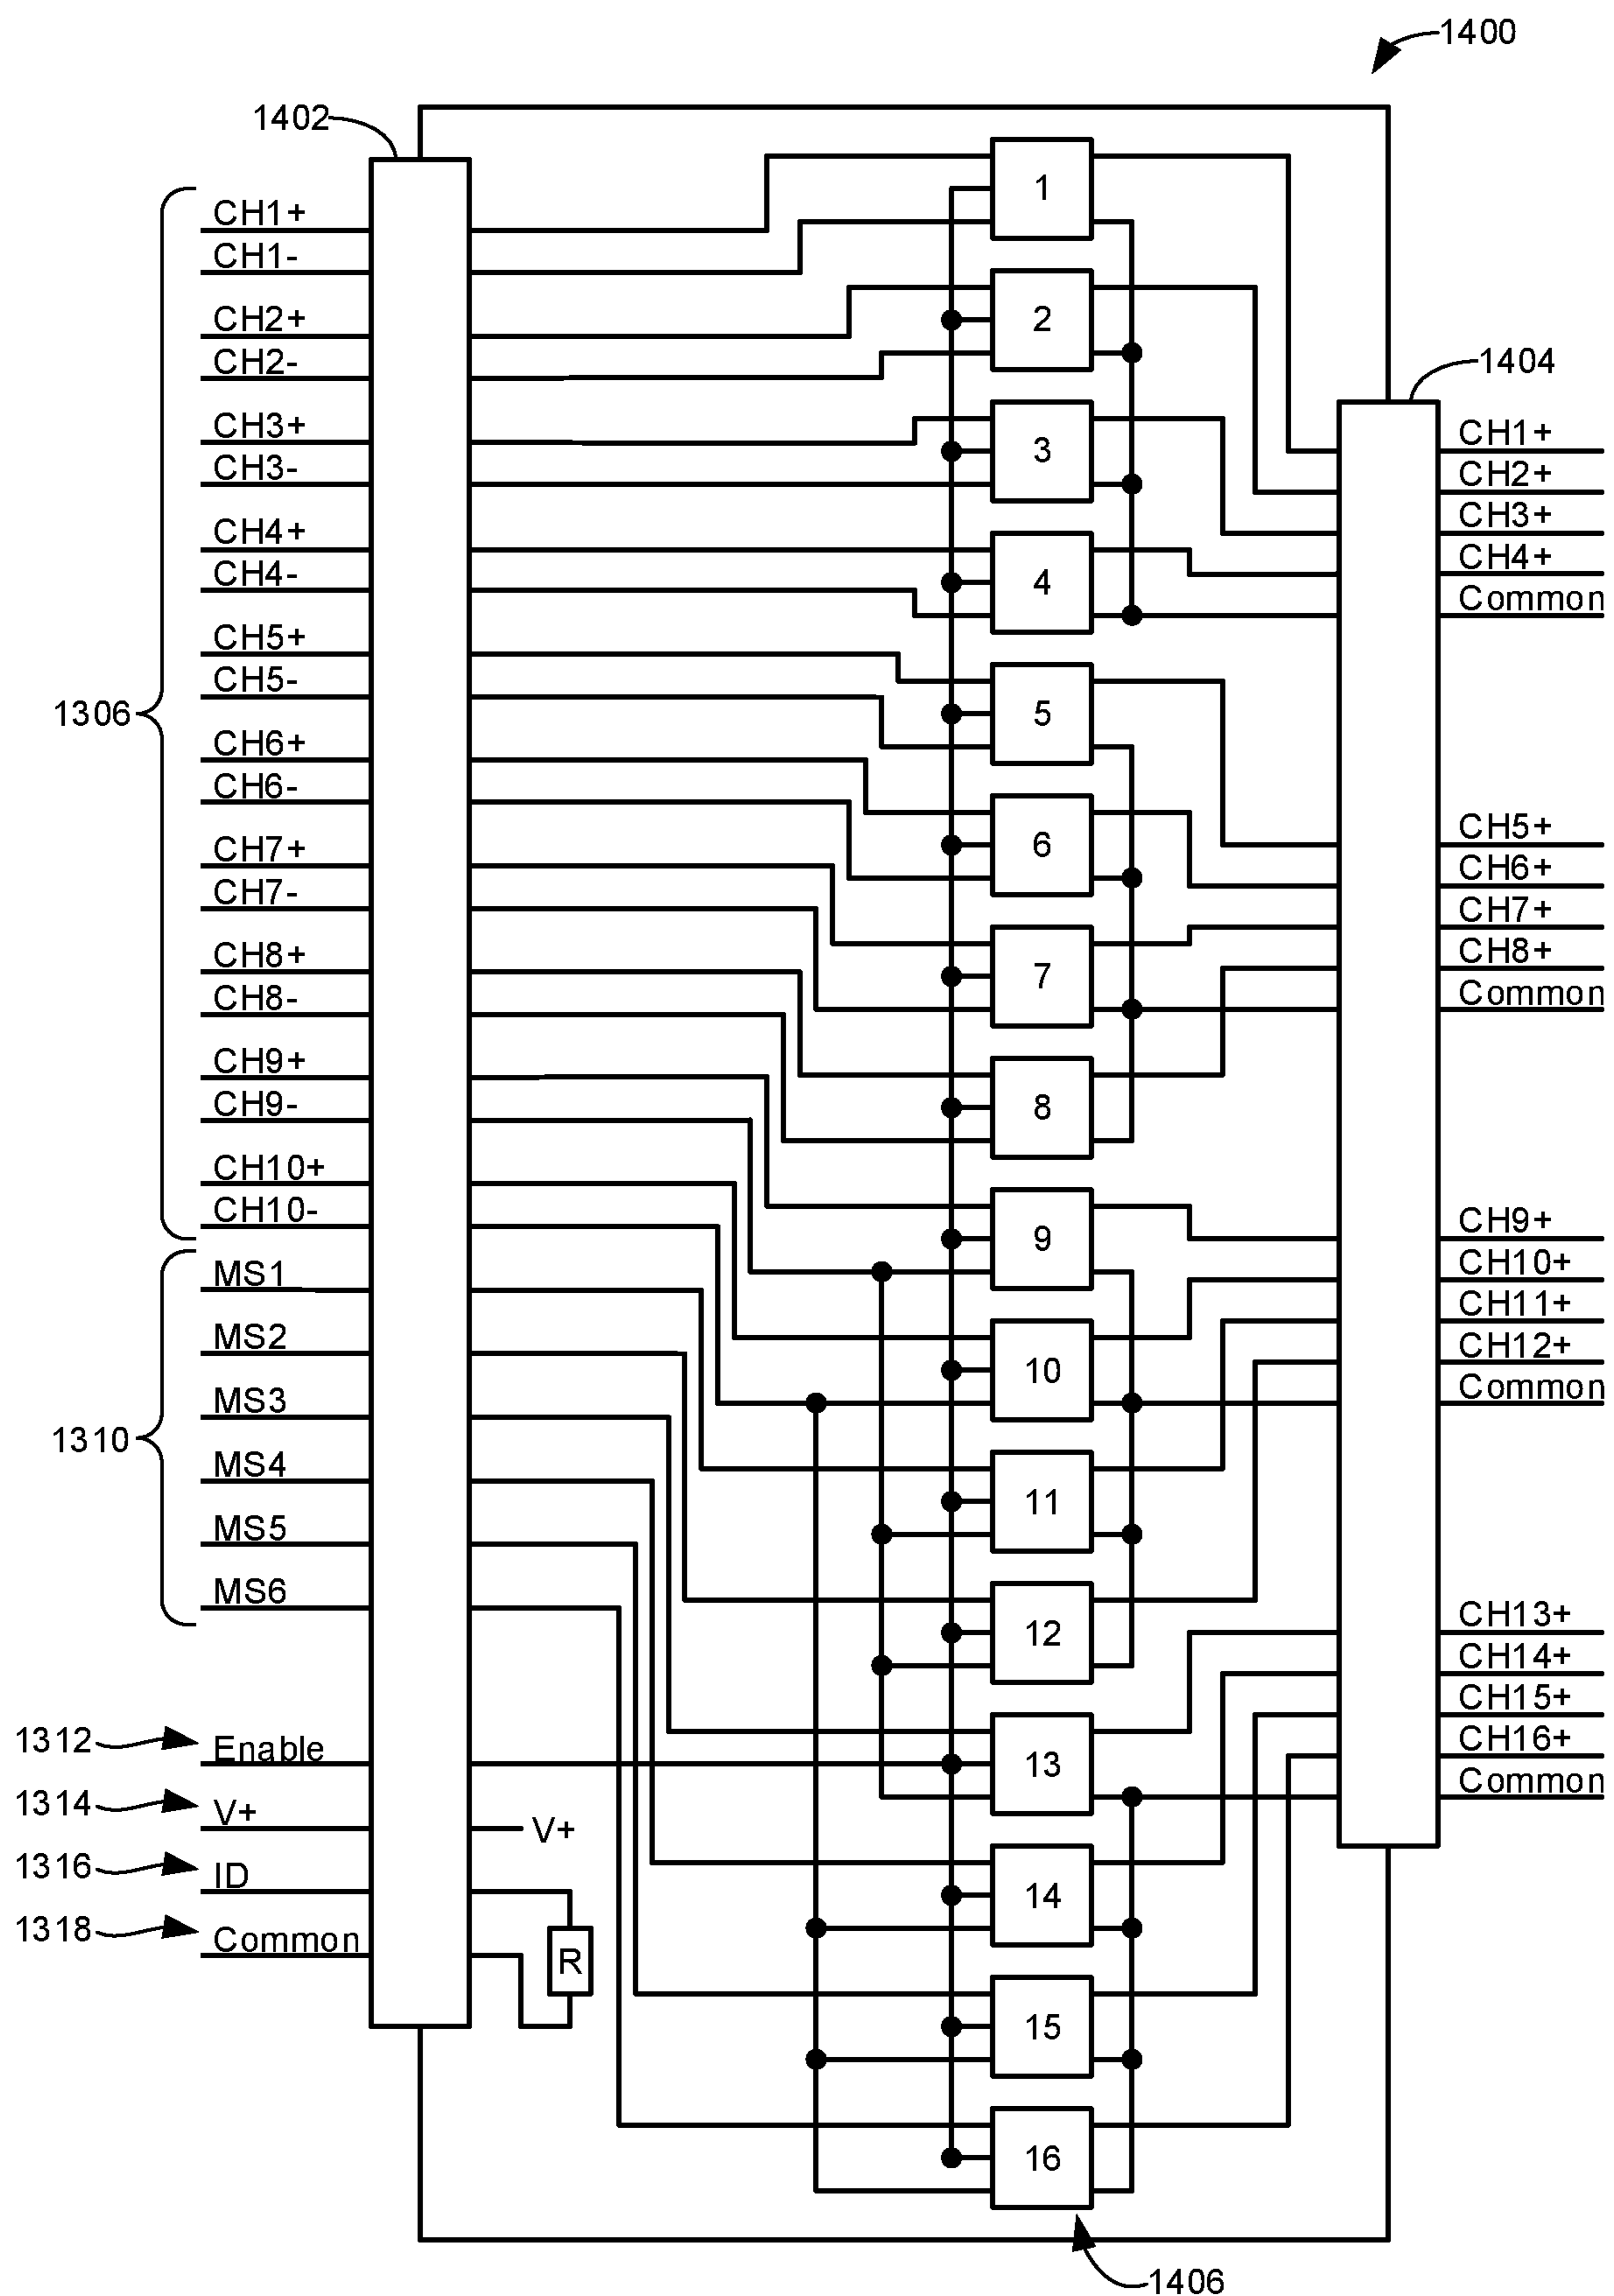 1400
1402
1404
1306
CH1+
CH1-
CH2+
CH2-
CH3+
CH3-
CH4+
CH4-
CH5+
CH5-
CH6+
CH6-
CH7+
CH7-
CH8+
CH8-
CH9+
CH9-
CH10+
CH10-
1310
MS1
MS2
MS3
MS4
MS5
MS6
1312
Enable
1314
V+
V+
1316
ID
1318
Common
R
1
2
3
4
5
6
7
8
9
10
11
12
13
14
15
16
CH1+
CH2+
CH3+
CH4+
Common
CH5+
CH6+
CH7+
CH8+
Common
CH9+
CH10+
CH11+
CH12+
Common
CH13+
CH14+
CH15+
CH16+
Common
1406